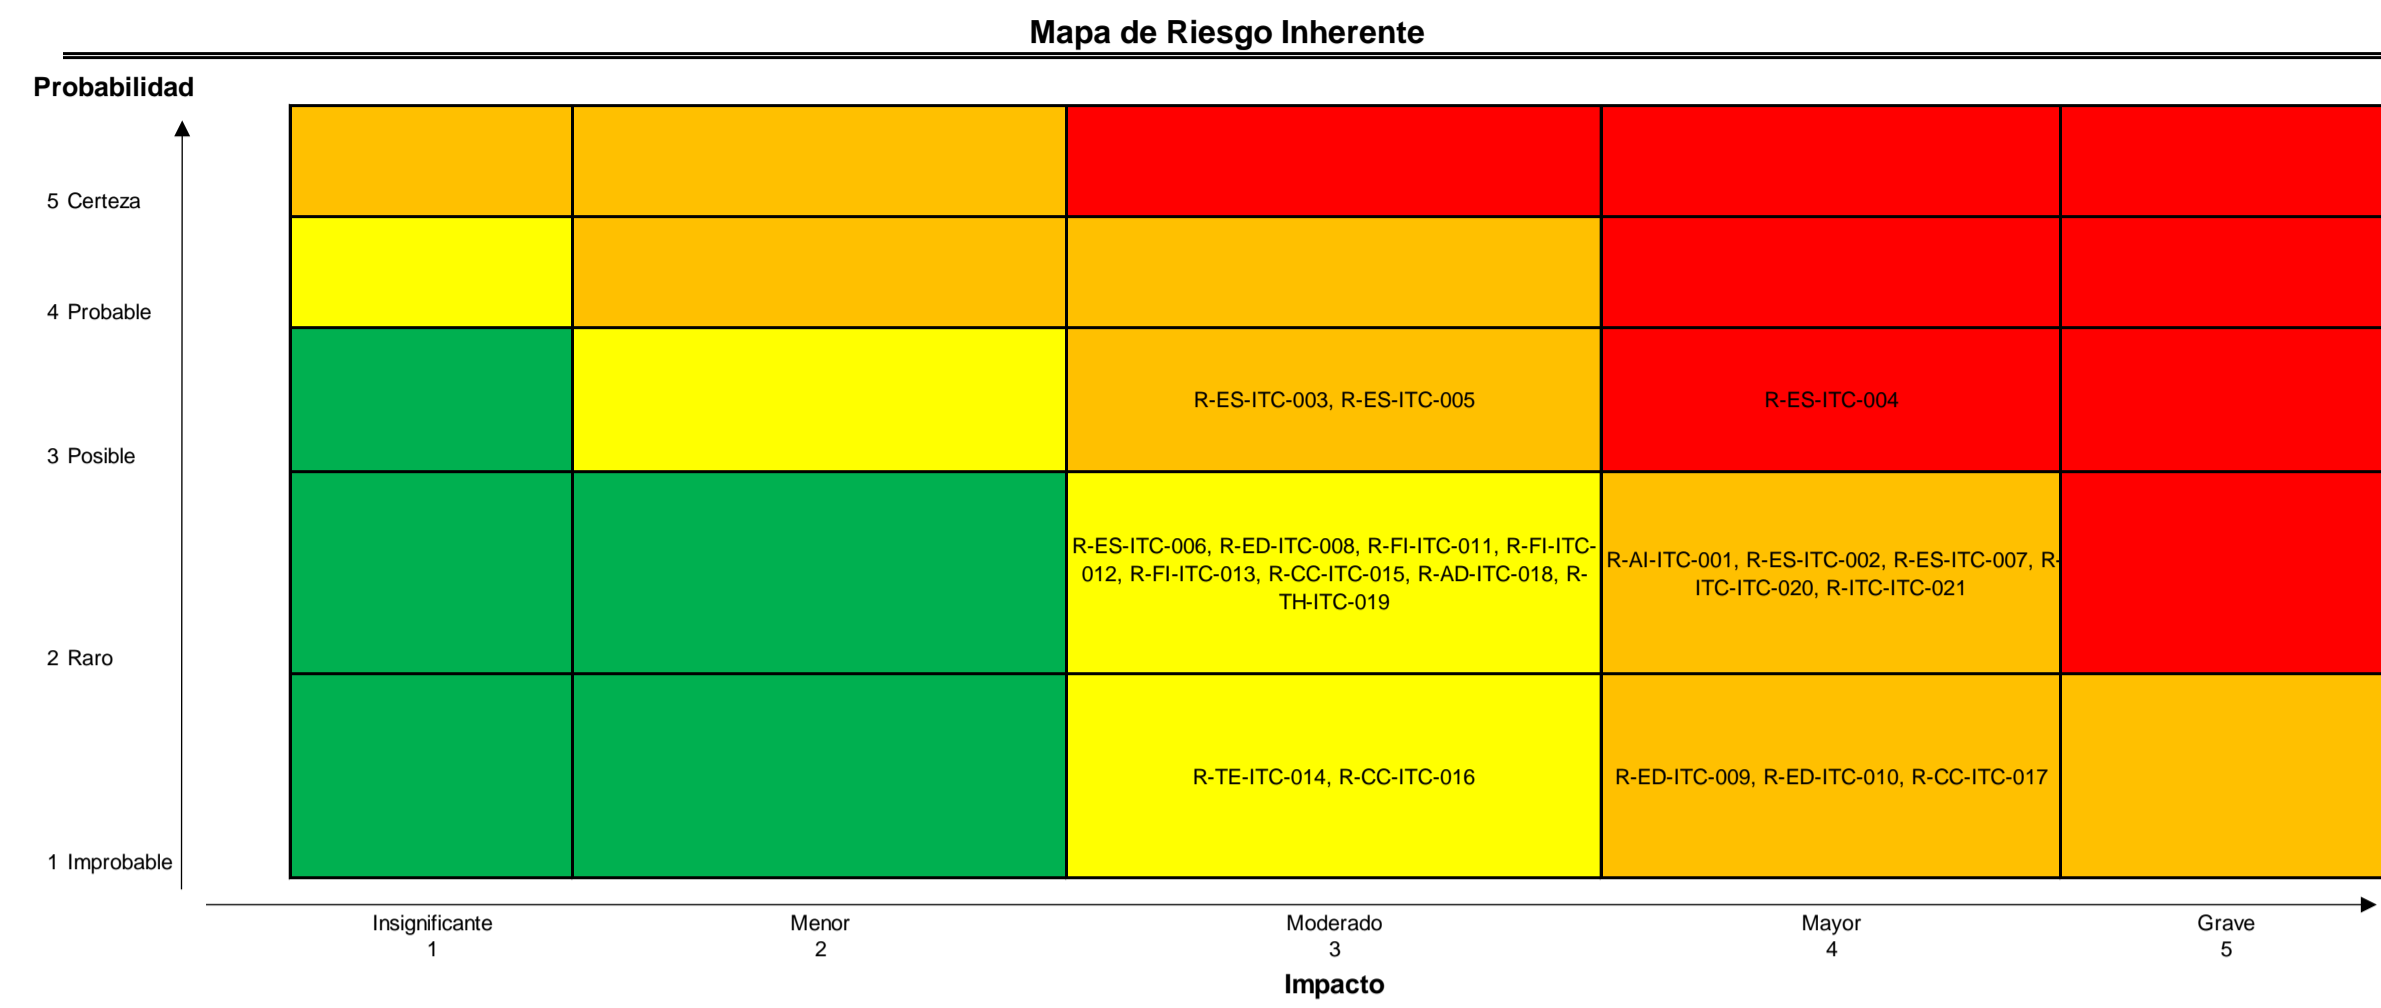 Mapa de Riesgo Inherente
Probabilidad
5 Certeza
4 Probable
R-ES-ITC-003, R-ES-ITC-005
R-ES-ITC-004
3 Posible
R-ES-ITC-006, R-ED-ITC-008, R-FI-ITC-011, R-FI-ITC-
012, R-FI-ITC-013, R-CC-ITC-015, R-AD-ITC-018, R-
TH-ITC-019
R-AI-ITC-001, R-ES-ITC-002, R-ES-ITC-007, R-
ITC-ITC-020, R-ITC-ITC-021
2 Raro
R-TE-ITC-014, R-CC-ITC-016
R-ED-ITC-009, R-ED-ITC-010, R-CC-ITC-017
1 Improbable
Insignificante
1
Menor
2
Moderado
3
Mayor
4
Grave
5
Impacto